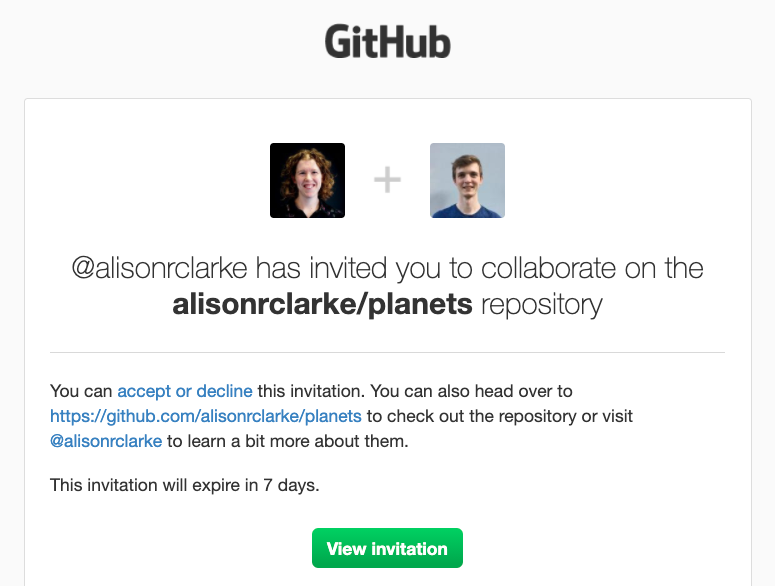 GitHub
@alisonrclarke has invited you to collaborate on the
alisonrclarke/planets repository
You can accept or decline this invitation. You can also head over to
https://github.com/alisonrclarke/planets to check out the repository or visit
@alisonrclarke to learn a bit more about them.
This invitation will expire in 7 days.
View invitation